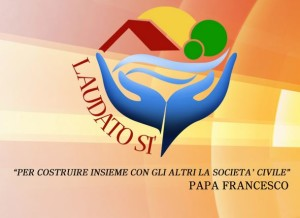 LAUDATO SI'
"PER COSTRUIRE INSIEME CON GLI ALTRI LA SOCIETA' CIVILE"
PAPA FRANCESCO